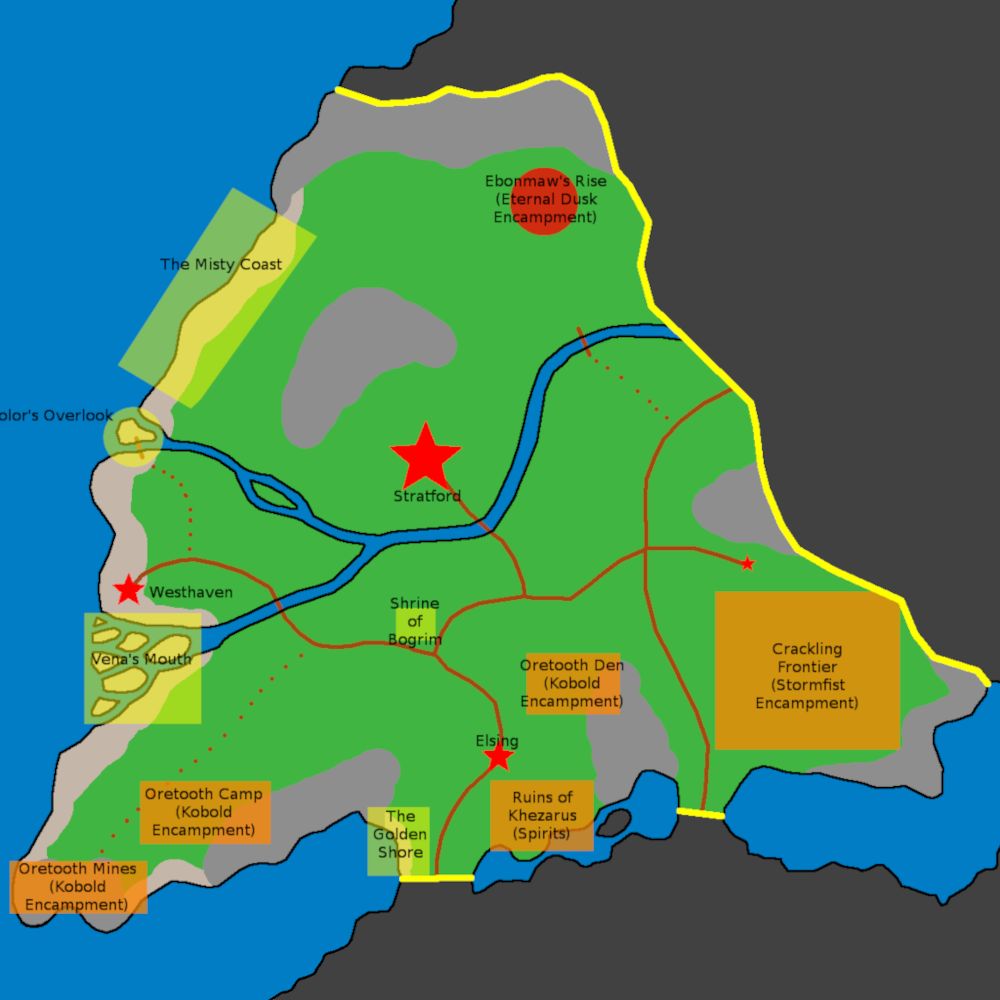 Ebonmaw's Rise
(Eternal Dusk
Encampment)
The Misty Coast
olor's Overlook
Stratford
Westhaven
Shrine
of
Bogrim
Vena's Mouth
Oretooth Den
(Kobold
Encampment)
Crackling
Frontier
(Stormfist
Encampment)
Elsing
Oretooth Camp
(Kobold
Encampment)
The
Golden
Shore
Ruins of
Khezarus
(Spirits)
Oretooth Mines
(Kobold
Encampment)